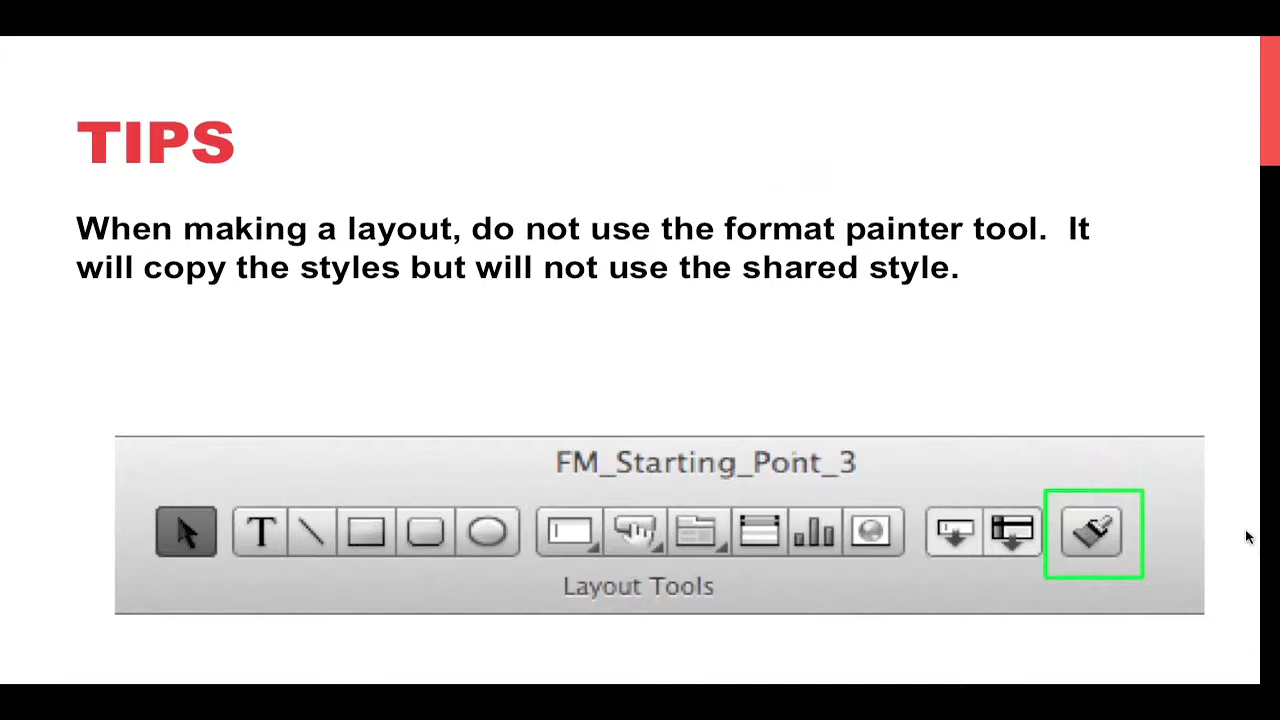 TIPS
When making a layout, do not use the format painter tool.  It
will copy the styles but will not use the shared style.
FM_Starting_Pont_3
T
Layout Tools